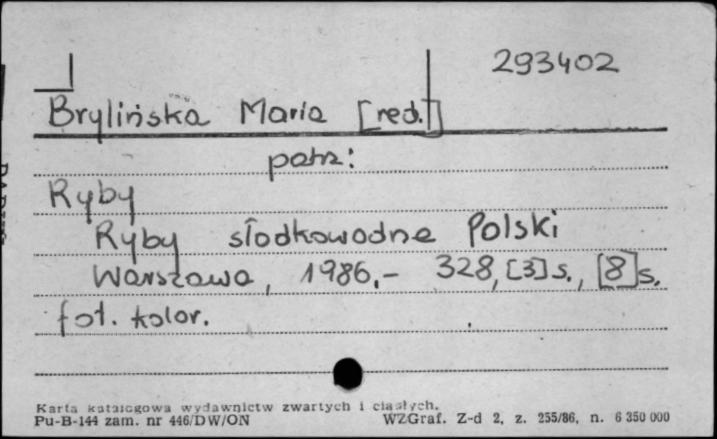 293402
Brylińska Maria [red.]
patrz:
Ryby
Ryby słodkowodne Polski
Warszawa, 1986.- 328, [3] s., [8] s.
fot. kolor.
Karta katalogowa wydawnictw zwartych i ciągłych.
Pu-B-144 zam. nr 446/DW/ON WZGraf. Z-d 2, z. 255/86, n. 6 350 000